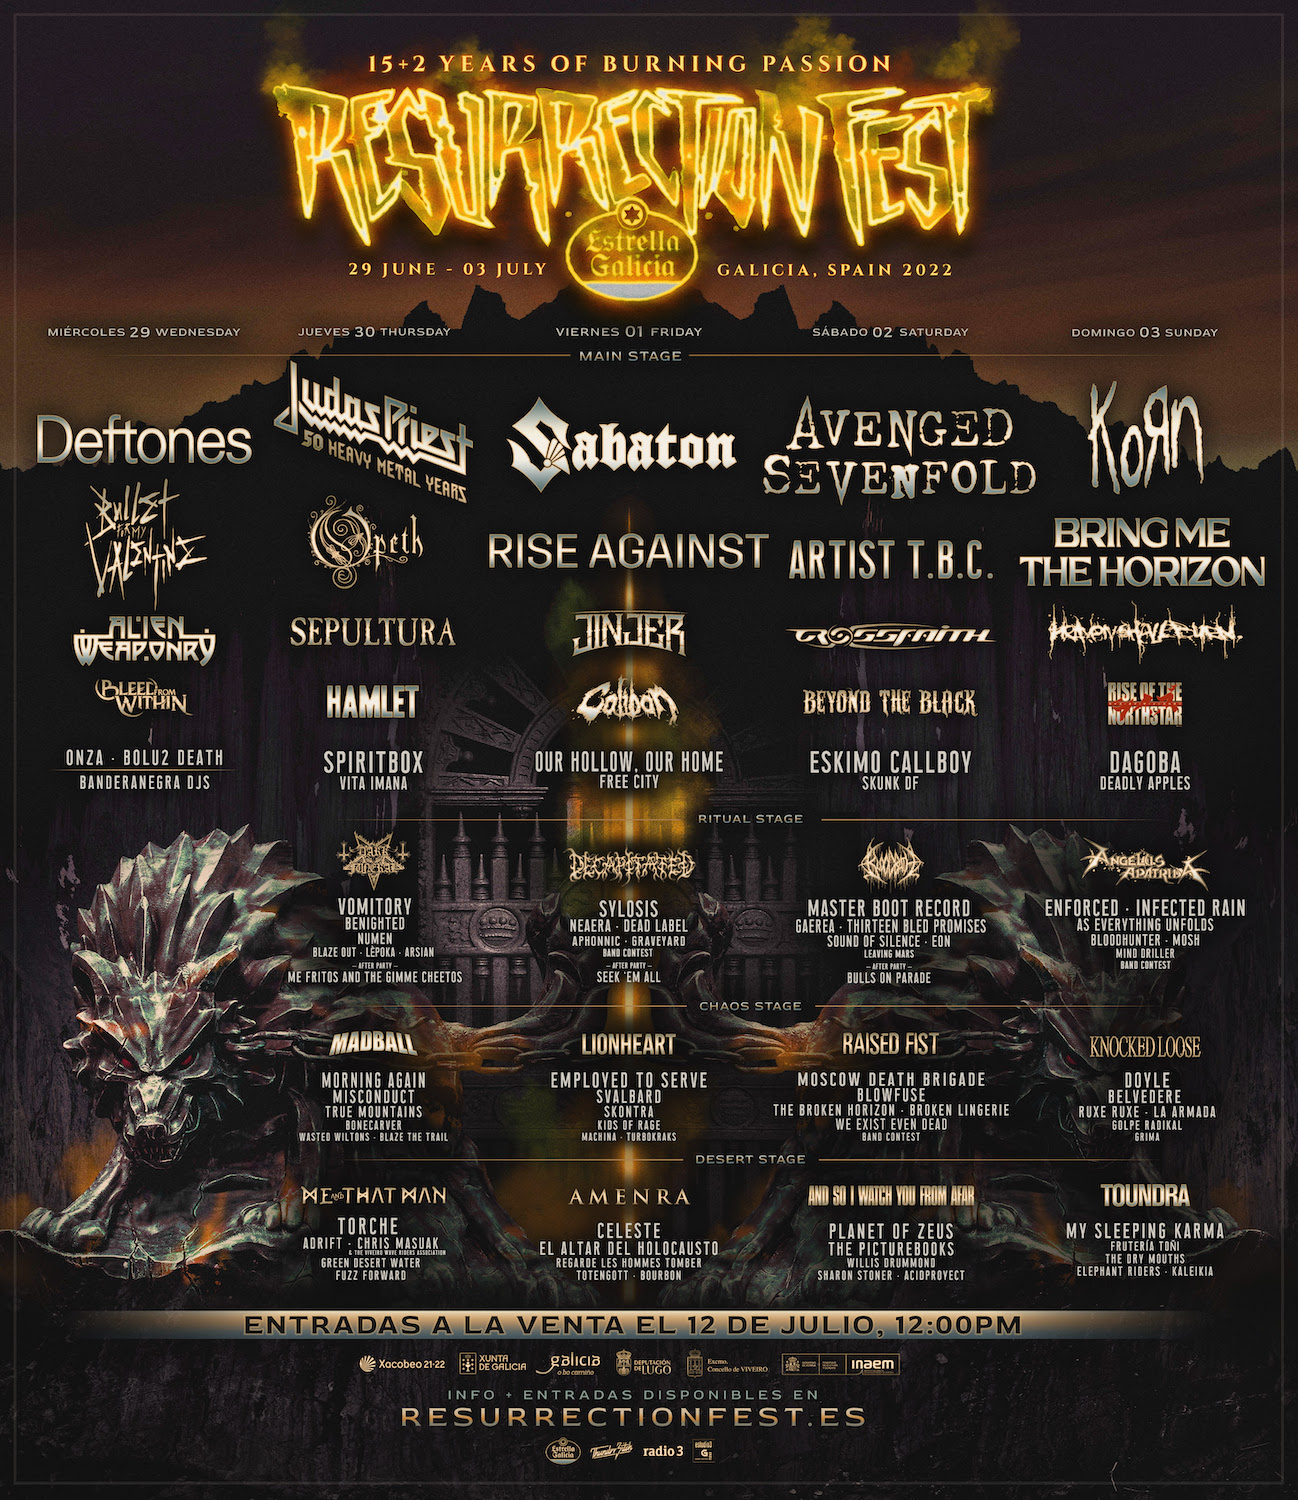 15+2 YEARS OF BURNING PASSION
RESURRECTION FEST
Estrella
Galicia
29 JUNE - 03 JULY
GALICIA, SPAIN 2022
MIÉRCOLES 29 WEDNESDAY
JUEVES 30 THURSDAY
VIERNES 01 FRIDAY
SÁBADO 02 SATURDAY
DOMINGO 03 SUNDAY
MAIN STAGE
Deftones
Judas Priest
50 HEAVY METAL YEARS
Sabaton
AVENGED
SEVENFOLD
KoЯn
BULLET
FOR MY
VALENTINE
Opeth
RISE AGAINST
ARTIST T.B.C.
BRING ME
THE HORIZON
ALIEN
WEAPONRY
SEPULTURA
JINJER
CROSSFAITH
HEAVEN SHALL BURN
BLEED FROM
WITHIN
HAMLET
Caliban
BEYOND THE BLACK
RISE OF THE
NORTHSTAR
ONZA · BOLU2 DEATH
BANDERANEGRA DJS
SPIRITBOX
VITA IMANA
OUR HOLLOW, OUR HOME
FREE CITY
ESKIMO CALLBOY
SKUNK DF
DAGOBA
DEADLY APPLES
RITUAL STAGE
DARK
FUNERAL
DECAPITATED
BLOODBATH
ANGELUS
APATRIDA
VOMITORY
BENIGHTED
NUMEN
BLAZE OUT · LEPOKA · ARSIAN
– AFTER PARTY –
ME FRITOS AND THE GIMME CHEETOS
SYLOSIS
NEAERA · DEAD LABEL
APHONNIC · GRAVEYARD
BAND CONTEST
– AFTER PARTY –
SEEK 'EM ALL
MASTER BOOT RECORD
GAEREA · THIRTEEN BLED PROMISES
SOUND OF SILENCE · EON
LEAVING MARS
– AFTER PARTY –
BULLS ON PARADE
ENFORCED · INFECTED RAIN
AS EVERYTHING UNFOLDS
BLOODHUNTER · MOSH
MIND DRILLER
BAND CONTEST
CHAOS STAGE
MADBALL
LIONHEART
RAISED FIST
KNOCKED LOOSE
MORNING AGAIN
MISCONDUCT
TRUE MOUNTAINS
BONECARVER
WASTED WILTONS · BLAZE THE TRAIL
EMPLOYED TO SERVE
SVALBARD
SKONTRA
KIDS OF RAGE
MACHINA · TURBOKRAKS
MOSCOW DEATH BRIGADE
BLOWFUSE
THE BROKEN HORIZON · BROKEN LINGERIE
WE EXIST EVEN DEAD
BAND CONTEST
DOYLE
BELVEDERE
RUXE RUXE · LA ARMADA
GOLPE RADIKAL
GRIMA
DESERT STAGE
ME AND THAT MAN
AMENRA
AND SO I WATCH YOU FROM AFAR
TOUNDRA
TORCHE
ADRIFT · CHRIS MASUAK
& THE VIVEIRO WAVE RIDERS ASSOCIATION
GREEN DESERT WATER
FUZZ FORWARD
CELESTE
EL ALTAR DEL HOLOCAUSTO
REGARDE LES HOMMES TOMBER
TOTENGOTT · BOURBON
PLANET OF ZEUS
THE PICTUREBOOKS
WILLIS DRUMMOND
SHARON STONER · ACIDPROYECT
MY SLEEPING KARMA
FRUTERÍA TOÑI
THE DRY MOUTHS
ELEPHANT RIDERS · KALEIKIA
ENTRADAS A LA VENTA EL 12 DE JULIO, 12:00PM
Xacobeo 21·22
XUNTA
DE GALICIA
galicia
o bo camiño
DEPUTACIÓN
DE LUGO
Excmo.
Concello de VIVEIRO
inaem
INFO + ENTRADAS DISPONIBLES EN
RESURRECTIONFEST.ES
Estrella
Galicia
radio 3